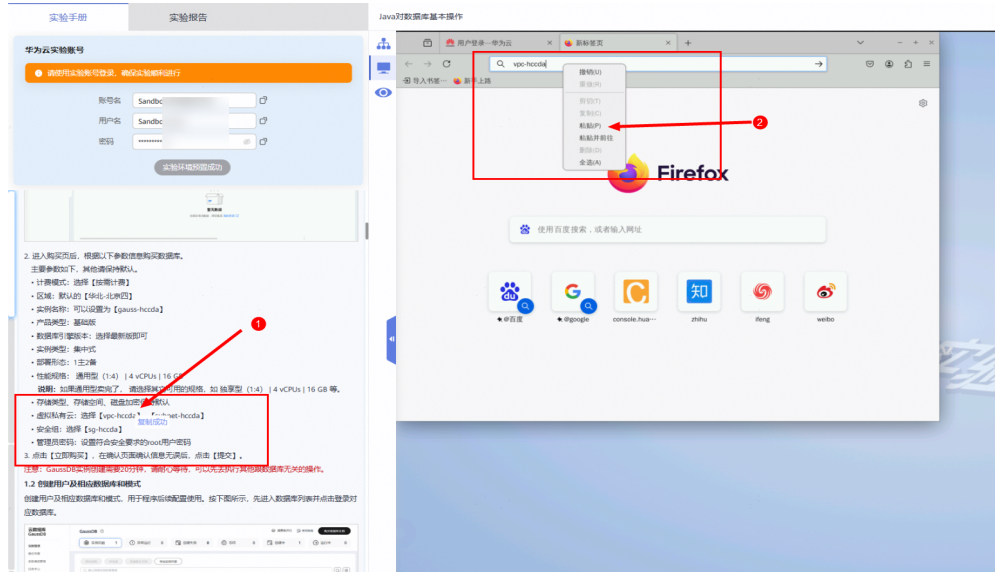 实验手册
实验报告
Java对数据库基本操作
华为云实验账号
请使用实验账号登录，确保实验顺利进行
账号名 Sandbc
用户名 Sandbc
密码 ********
实验环境预置成功
暂无数据
2. 进入购买页后，根据以下参数信息购买数据库。
主要参数如下，其他请保持默认。
• 计费模式：选择【按需计费】
• 区域：默认的【华北-北京四】
• 实例名称：可以设置为【gauss-hccda】
• 产品类型：基础版
• 数据库引擎版本：选择最新版即可
• 实例类型：集中式
• 部署形态：1主2备
• 性能规格： 通用型（1:4）| 4 vCPUs | 16 GB
说明：如果通用型卖完了， 请选择其它可用的规格，如 独享型（1:4）| 4 vCPUs | 16 GB 等。
• 存储类型、存储空间、磁盘加密保持默认
• 虚拟私有云：选择【vpc-hccda】、【subnet-hccda】
复制成功
• 安全组：选择【sg-hccda】
• 管理员密码：设置符合安全要求的root用户密码
3. 点击【立即购买】，在确认页面确认信息无误后，点击【提交】。
注意：GaussDB实例创建需要20分钟，请耐心等待，可以先去执行其他跟数据库无关的操作。
1.2 创建用户及相应数据库和模式
创建用户及相应数据库和模式，用于程序后续配置使用。按下图所示，先进入数据库列表并点击登录对
应数据库。
云数据库
GaussDB
GaussDB
1
2
用户登录—华为云
新标签页
vpc-hccda
导入书签…
新手上路
撤销(U)
重做(R)
剪切(T)
复制(C)
粘贴(P)
粘贴并前往
删除(D)
全选(A)
Firefox
使用百度搜索，或者输入网址
@百度
@google
console.hua…
知
zhihu
ifeng
weibo
实验